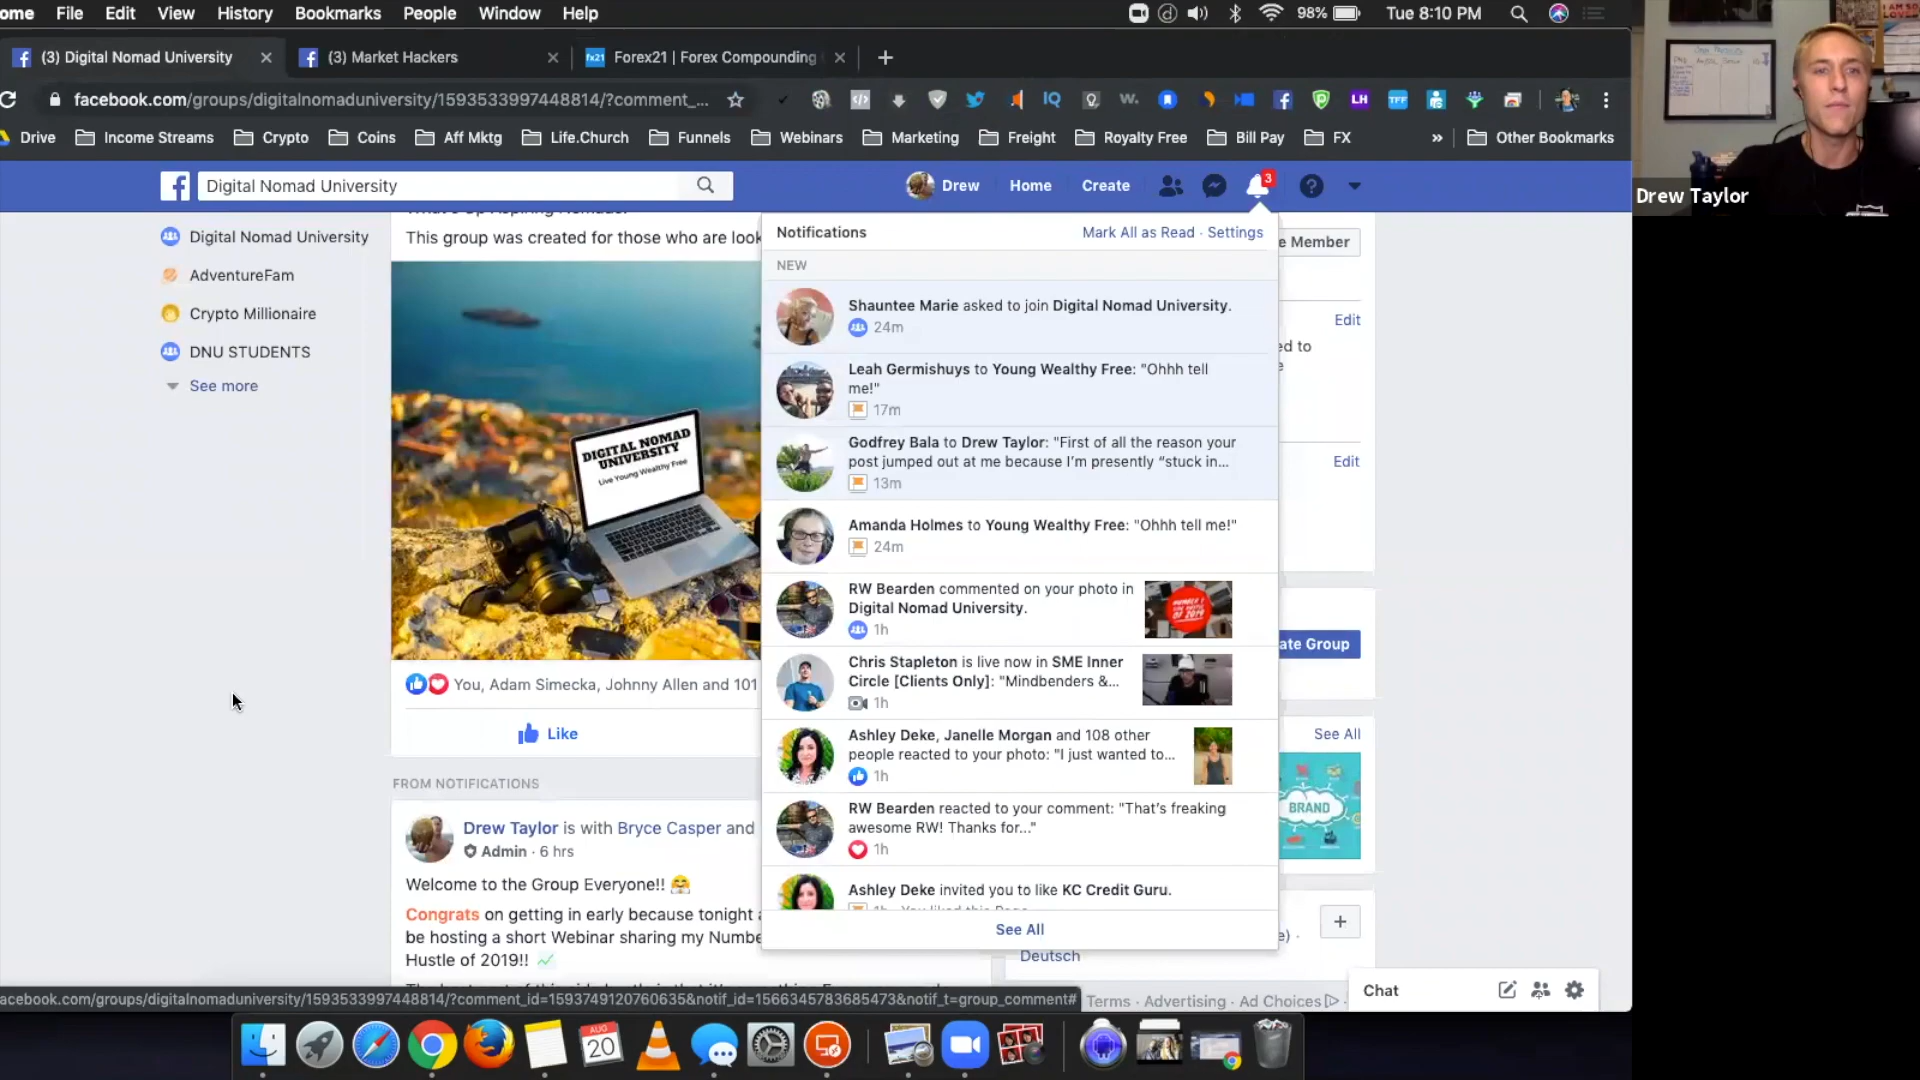 ome File Edit View History Bookmarks People Window Help 98% Tue 8:10 PM
(3) Digital Nomad University (3) Market Hackers fx21 Forex21 | Forex Compounding
facebook.com/groups/digitalnomaduniversity/1593533997448814/?comment_...
Drive Income Streams Crypto Coins Aff Mktg Life.Church Funnels Webinars Marketing Freight Royalty Free Bill Pay FX » Other Bookmarks
Digital Nomad University Drew Home Create 3
Drew Taylor
Digital Nomad University
AdventureFam
Crypto Millionaire
DNU STUDENTS
See more
This group was created for those who are look
DIGITAL NOMAD
UNIVERSITY
Live Young Wealthy Free
You, Adam Simecka, Johnny Allen and 101
Like
FROM NOTIFICATIONS
Drew Taylor is with Bryce Casper and
Admin · 6 hrs
Welcome to the Group Everyone!! 🤗
Congrats on getting in early because tonight a
be hosting a short Webinar sharing my Numbe
Hustle of 2019!!
Notifications Mark All as Read · Settings
NEW
Shauntee Marie asked to join Digital Nomad University.
24m
Leah Germishuys to Young Wealthy Free: "Ohhh tell
me!"
17m
Godfrey Bala to Drew Taylor: "First of all the reason your
post jumped out at me because I'm presently "stuck in...
13m
Amanda Holmes to Young Wealthy Free: "Ohhh tell me!"
24m
RW Bearden commented on your photo in
Digital Nomad University.
1h
Chris Stapleton is live now in SME Inner
Circle [Clients Only]: "Mindbenders &...
1h
Ashley Deke, Janelle Morgan and 108 other
people reacted to your photo: "I just wanted to...
1h
RW Bearden reacted to your comment: "That's freaking
awesome RW! Thanks for..."
1h
Ashley Deke invited you to like KC Credit Guru.
See All
e Member
Edit
ed to
Edit
ate Group
See All
BRAND
Deutsch
Terms · Advertising · Ad Choices
Chat
acebook.com/groups/digitalnomaduniversity/1593533997448814/?comment_id=1593749120760635&notif_id=1566345783685473&notif_t=group_comment#
AUG
20